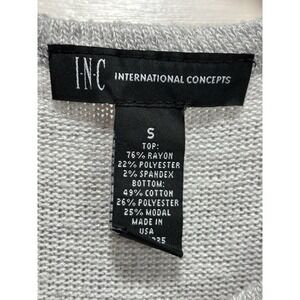 I·N·C INTERNATIONAL CONCEPTS
S
TOP:
76% RAYON
22% POLYESTER
2% SPANDEX
BOTTOM:
49% COTTON
26% POLYESTER
25% MODAL
MADE IN
USA